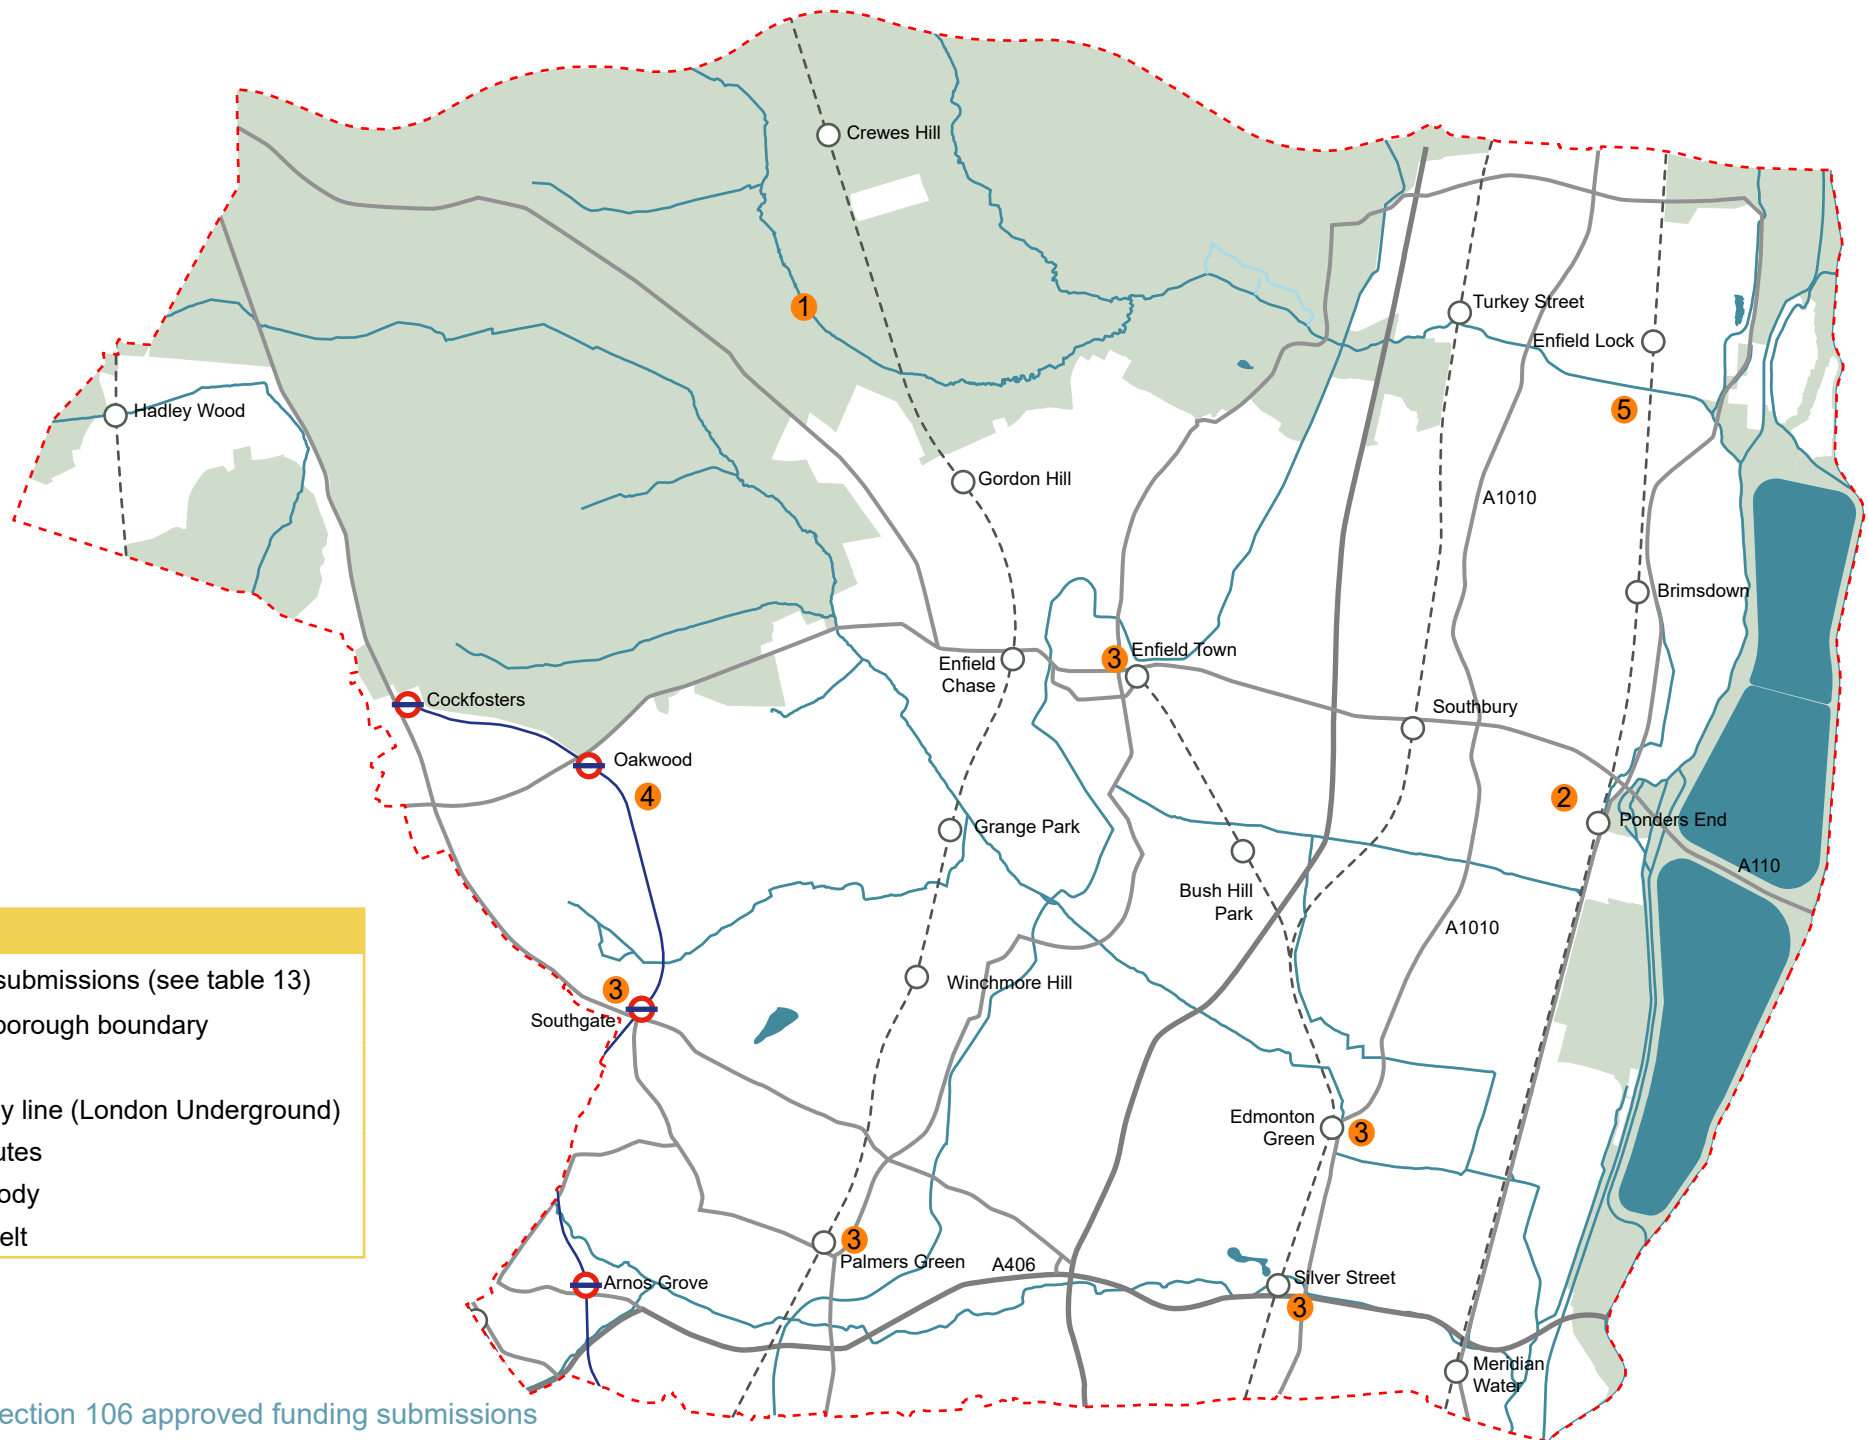 Crewes Hill
1
Turkey Street
Enfield Lock
5
Hadley Wood
Gordon Hill
A1010
Brimsdown
3
Enfield Town
Enfield
Chase
Cockfosters
Southbury
Oakwood
4
2
Ponders End
Grange Park
A110
Bush Hill
Park
A1010
submissions (see table 13)
borough boundary
y line (London Underground)
utes
ody
elt
3
Southgate
Winchmore Hill
Edmonton
Green
3
3
Palmers Green
A406
Arnos Grove
Silver Street
3
Meridian
Water
ection 106 approved funding submissions